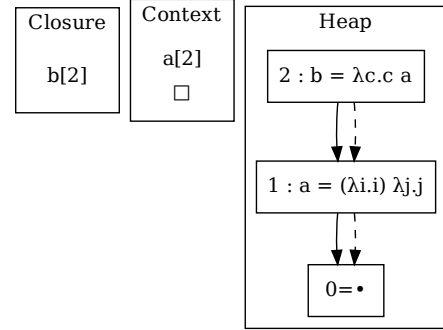 Closure
b[2]
Context
a[2]
□
Heap
2 : b = λc.c a
1 : a = (λi.i) λj.j
0=•